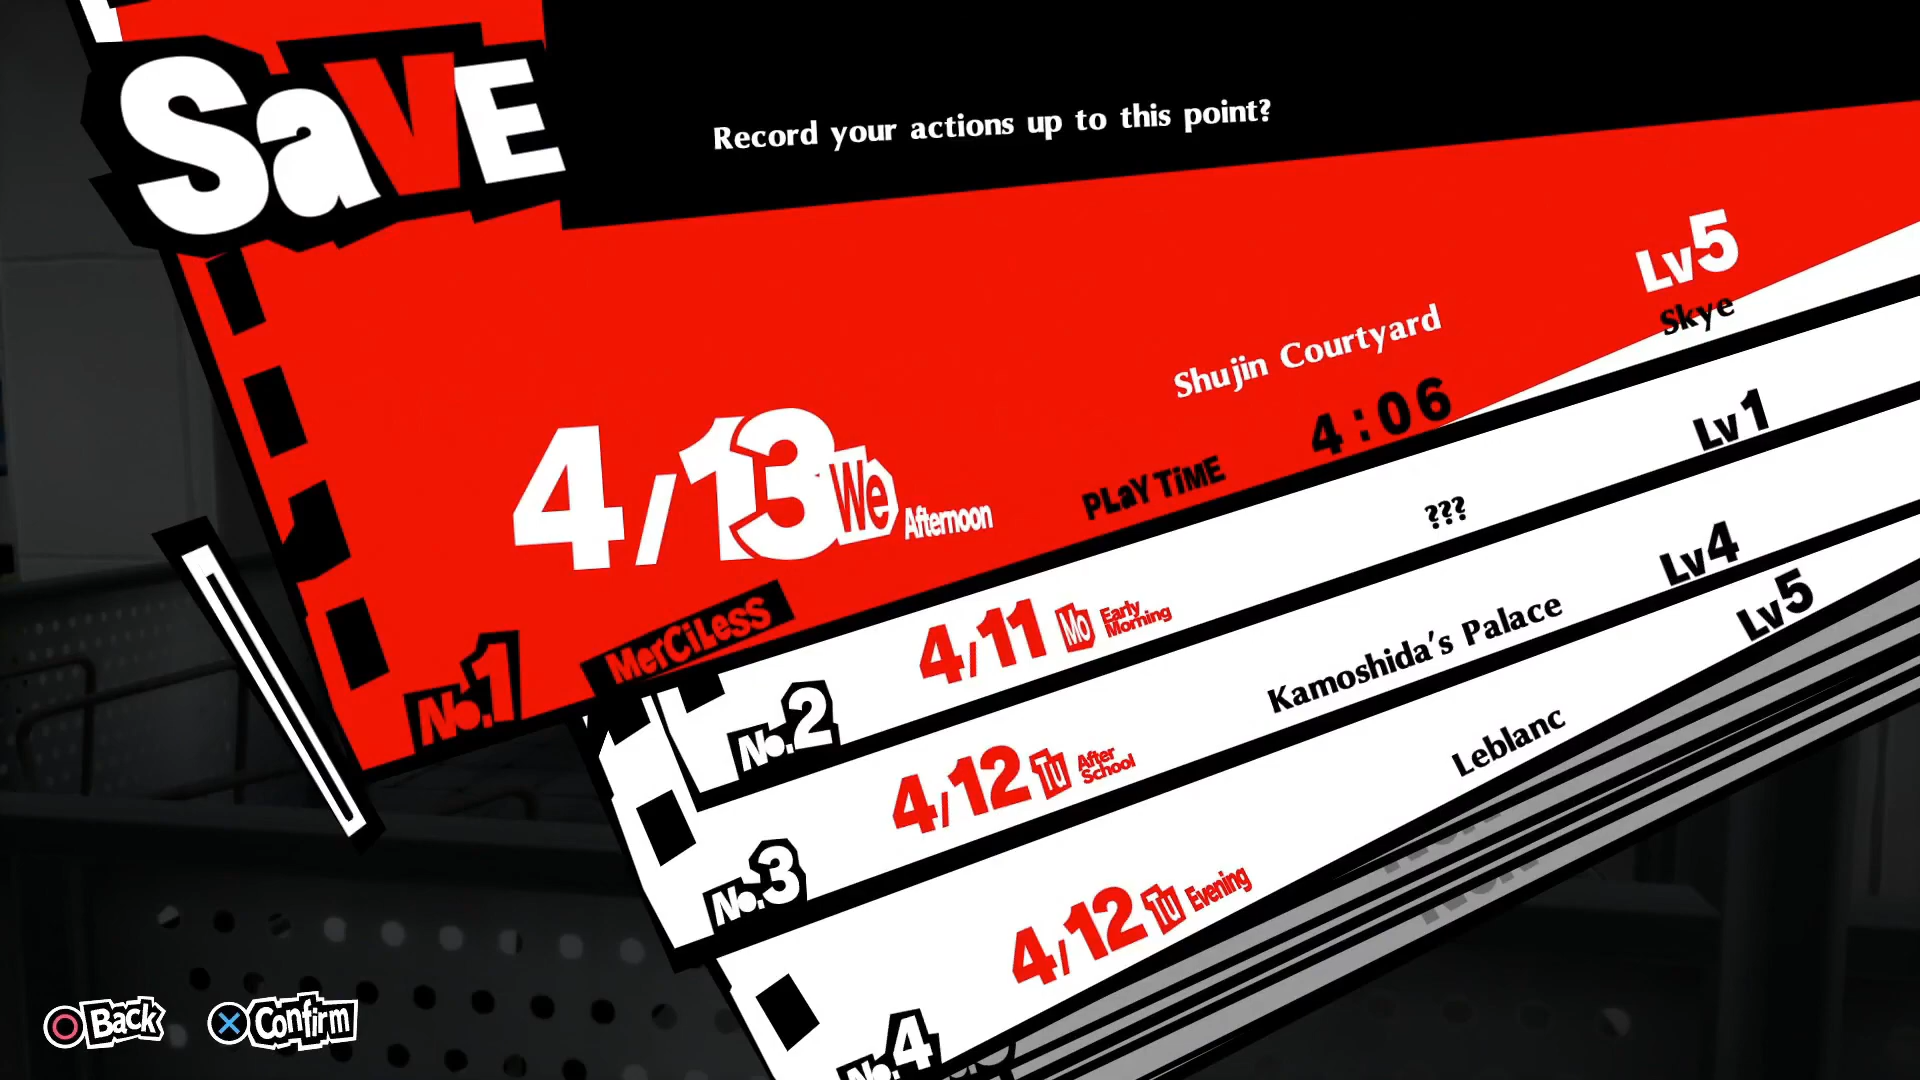 SaVE
Record your actions up to this point?
Lv5
Skye
Shujin Courtyard
PLaY TiME 4:06
4/13 We Afternoon
MerCiLesS
No.1
Lv1
???
4/11 Mo Early Morning
No.2
Lv4
Kamoshida's Palace
4/12 Tu After School
No.3
Lv5
Leblanc
4/12 Tu Evening
No.4
Back
Confirm